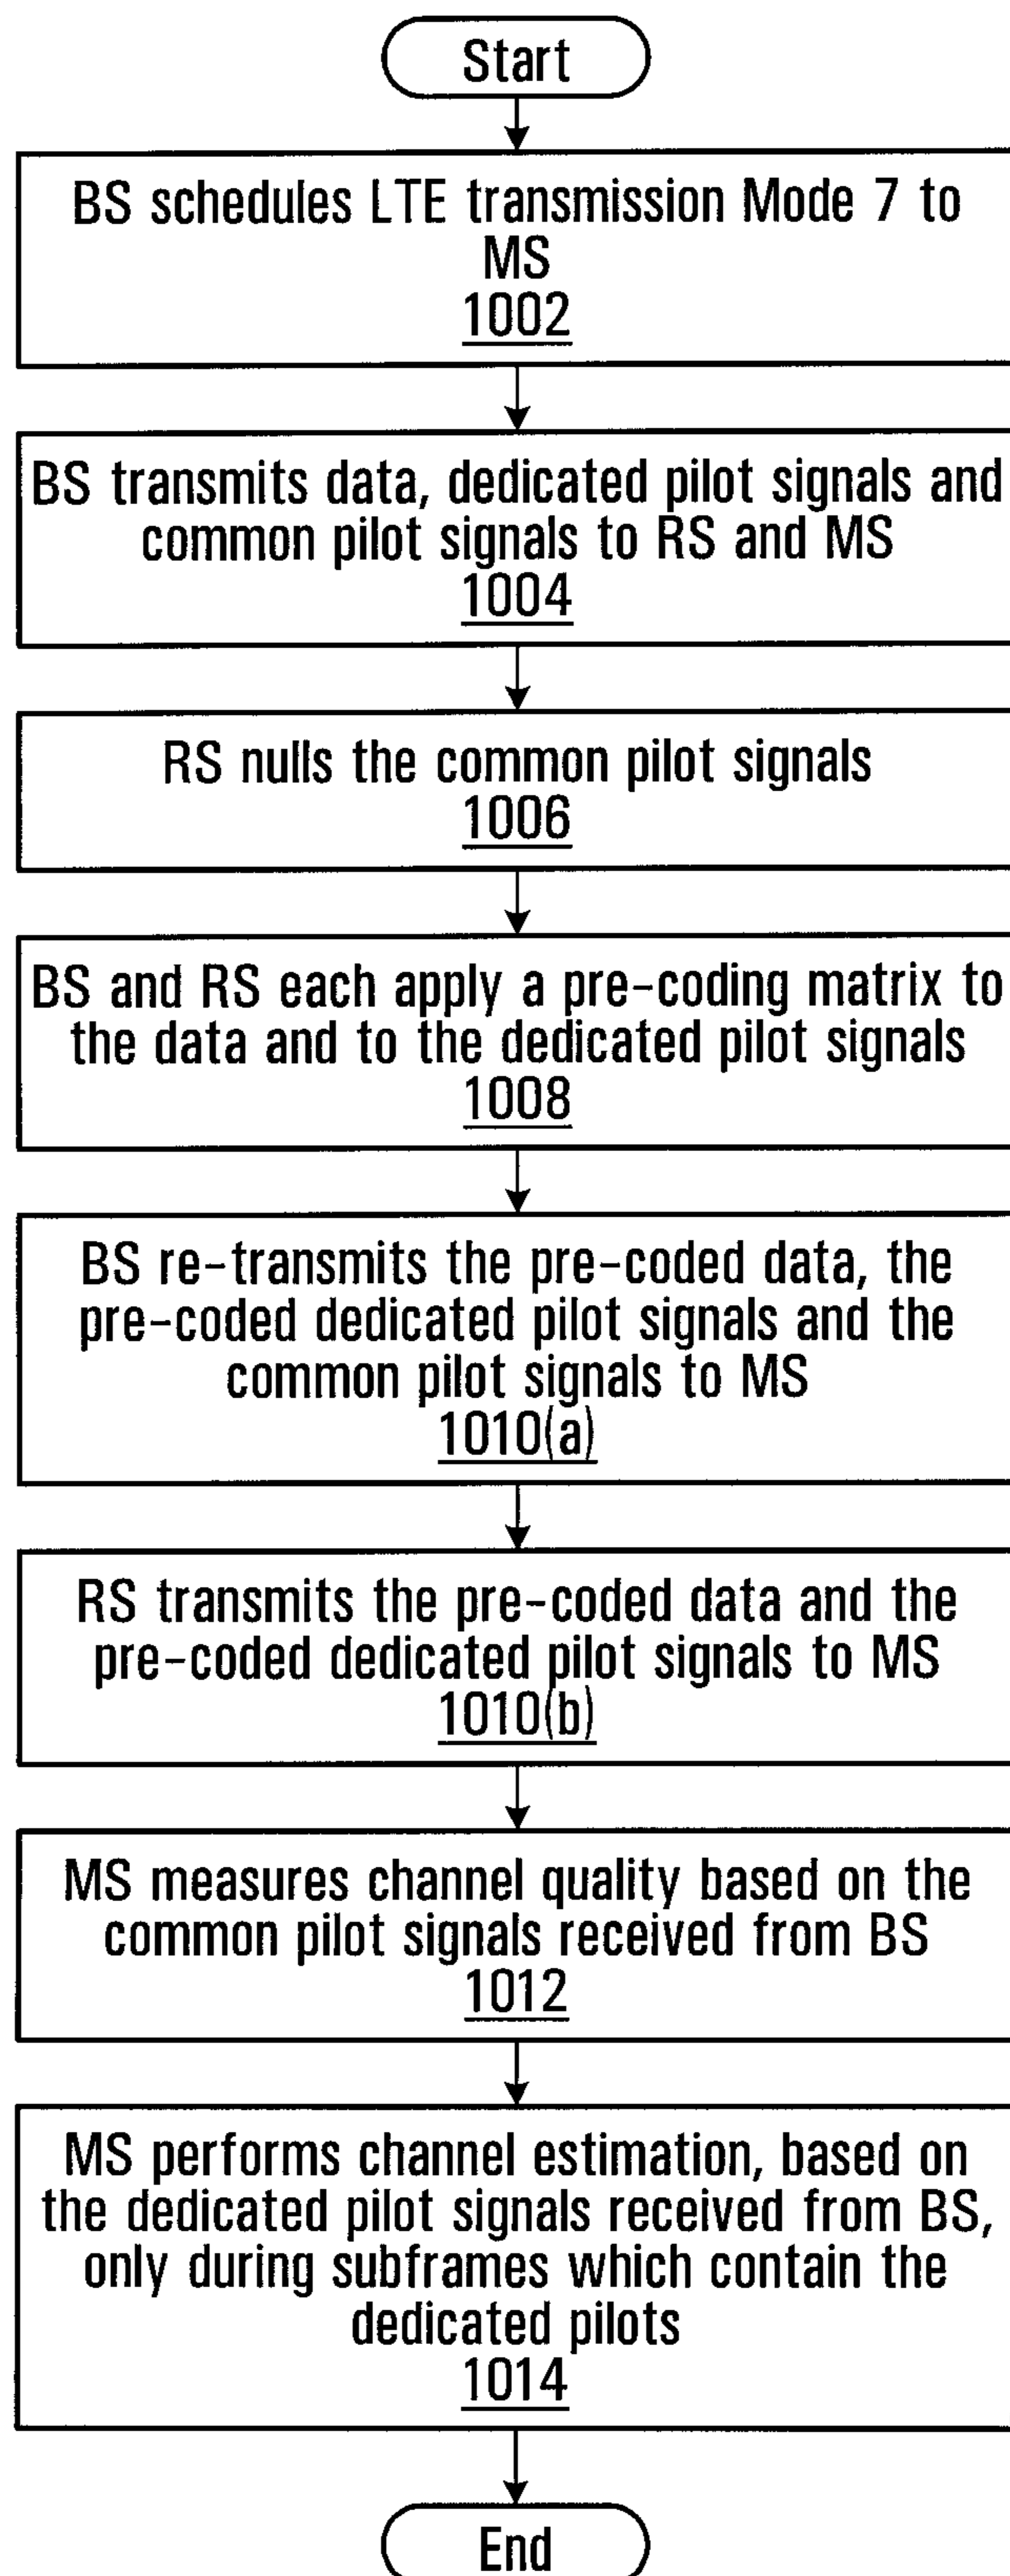 Start
BS schedules LTE transmission Mode 7 to
MS
1002
BS transmits data, dedicated pilot signals and
common pilot signals to RS and MS
1004
RS nulls the common pilot signals
1006
BS and RS each apply a pre-coding matrix to
the data and to the dedicated pilot signals
1008
BS re-transmits the pre-coded data, the
pre-coded dedicated pilot signals and the
common pilot signals to MS
1010(a)
RS transmits the pre-coded data and the
pre-coded dedicated pilot signals to MS
1010(b)
MS measures channel quality based on the
common pilot signals received from BS
1012
MS performs channel estimation, based on
the dedicated pilot signals received from BS,
only during subframes which contain the
dedicated pilots
1014
End